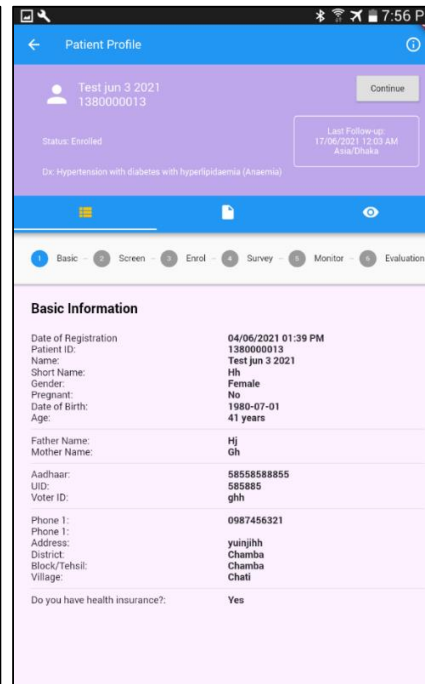 7:56 P
Patient Profile
Test jun 3 2021
1380000013
Continue
Status: Enrolled
Last Follow-up:
17/06/2021 12:03 AM
Asia/Dhaka
Dx: Hypertension with diabetes with hyperlipidaemia (Anaemia)
1 Basic - 2 Screen - 3 Enrol - 4 Survey - 5 Monitor - 6 Evaluation
Basic Information
Date of Registration 04/06/2021 01:39 PM
Patient ID: 1380000013
Name: Test jun 3 2021
Short Name: Hh
Gender: Female
Pregnant: No
Date of Birth: 1980-07-01
Age: 41 years
Father Name: Hj
Mother Name: Gh
Aadhaar: 58558588855
UID: 585885
Voter ID: ghh
Phone 1: 0987456321
Phone 1:
Address: yuinjihh
District: Chamba
Block/Tehsil: Chamba
Village: Chati
Do you have health insurance?: Yes